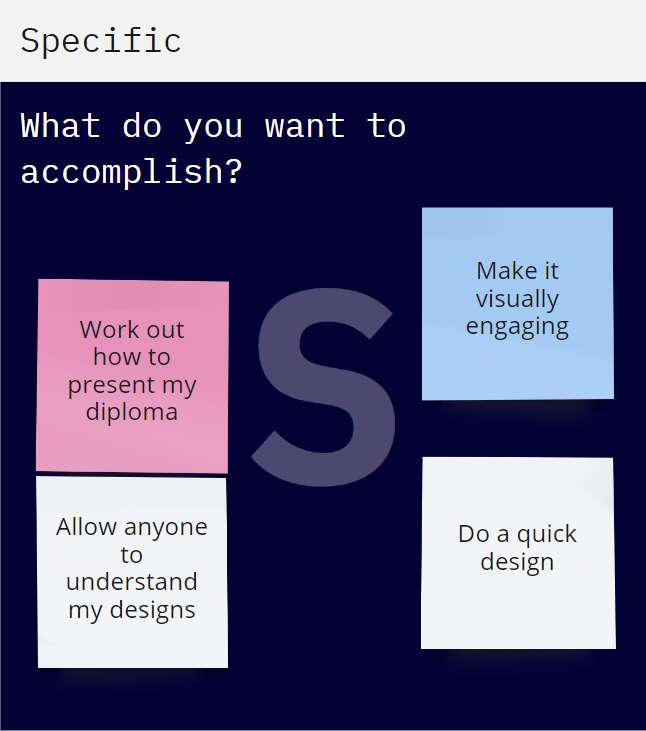 Specific
What do you want to
accomplish?
Make it
visually
engaging
Work out
how to
present my
diploma
S
Allow anyone
to
understand
my designs
Do a quick
design